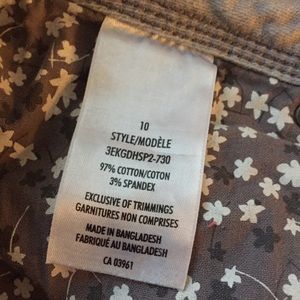 10
STYLE/MODÈLE
3EKGDHSP2-730
97% COTTON/COTON
3% SPANDEX
EXCLUSIVE OF TRIMMINGS
GARNITURES NON COMPRISES
MADE IN BANGLADESH
FABRIQUÉ AU BANGLADESH
CA 03961